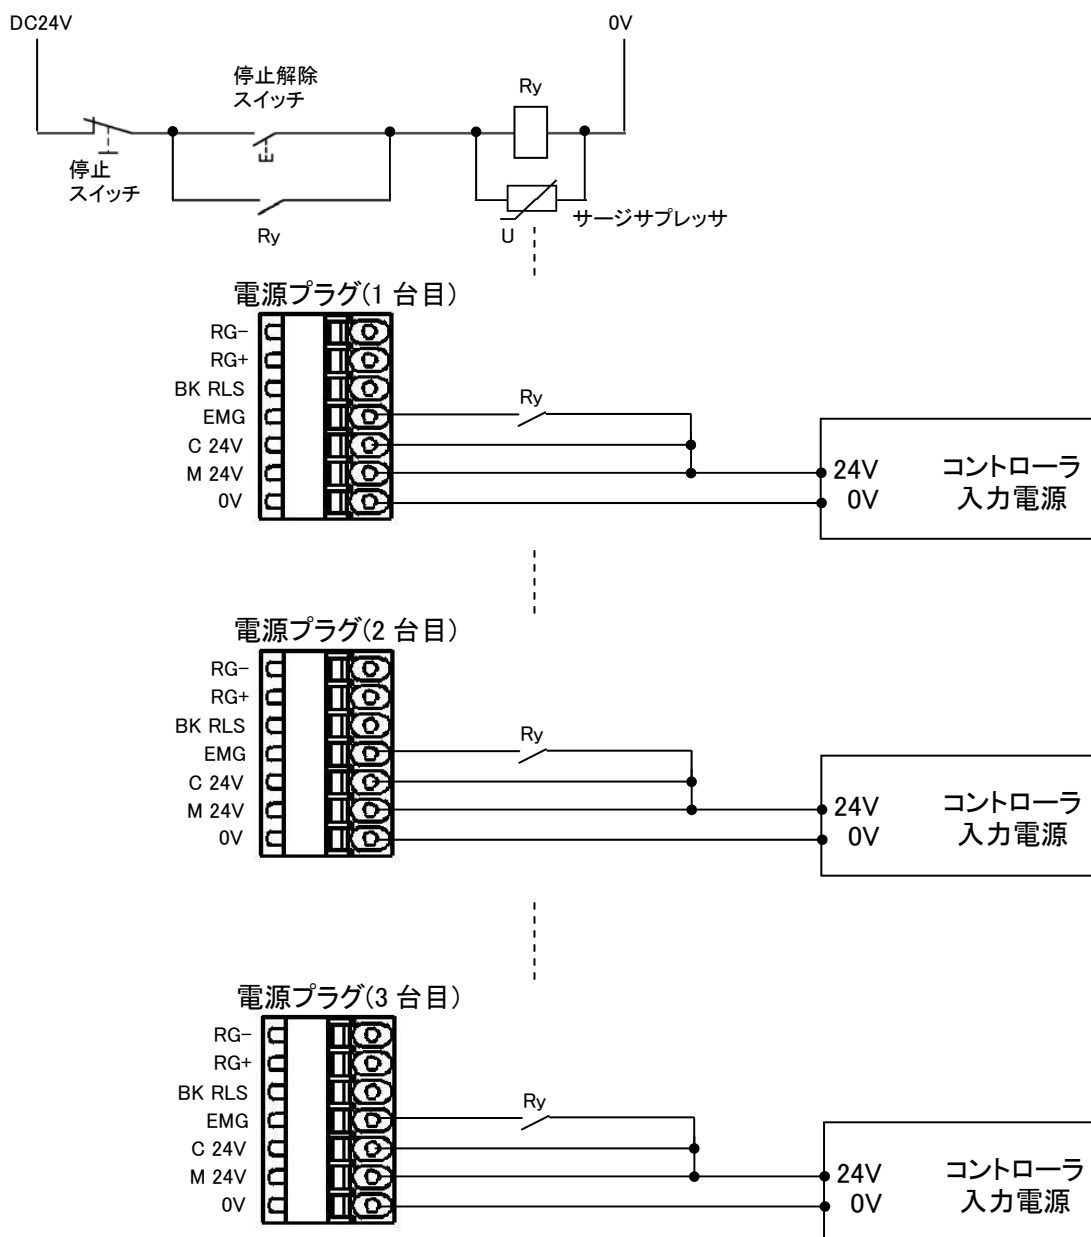 DC24V
0V
停止解除
スイッチ
Ry
停止
スイッチ
Ry
U
サージサプレッサ
電源プラグ(1 台目)
RG-
RG+
BK RLS
EMG
C 24V
M 24V
0V
Ry
24V
0V
コントローラ
入力電源
電源プラグ(2 台目)
RG-
RG+
BK RLS
EMG
C 24V
M 24V
0V
Ry
24V
0V
コントローラ
入力電源
電源プラグ(3 台目)
RG-
RG+
BK RLS
EMG
C 24V
M 24V
0V
Ry
24V
0V
コントローラ
入力電源